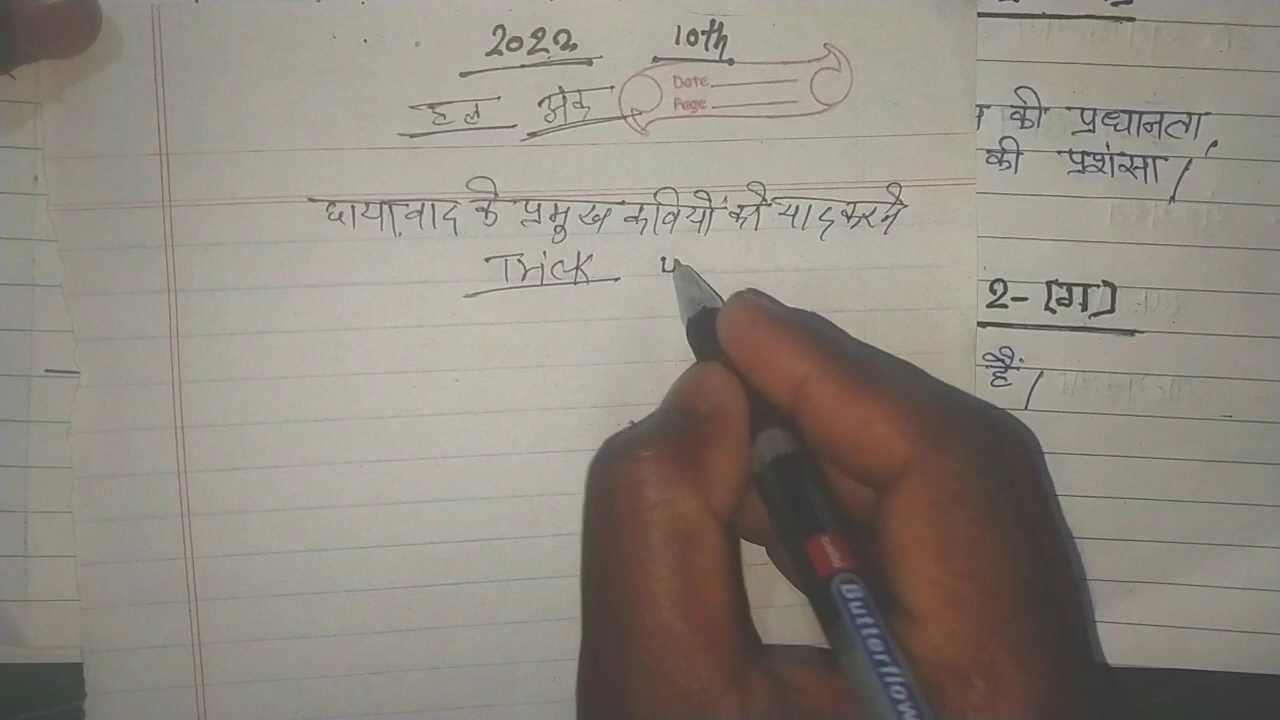 2022 10th
हल अंक
Date
Page
छायावाद के प्रमुख कवियों को याद करने
Trick
की प्रधानता,
की प्रशंसा/
2-[ग]
हैं/
Butterflow